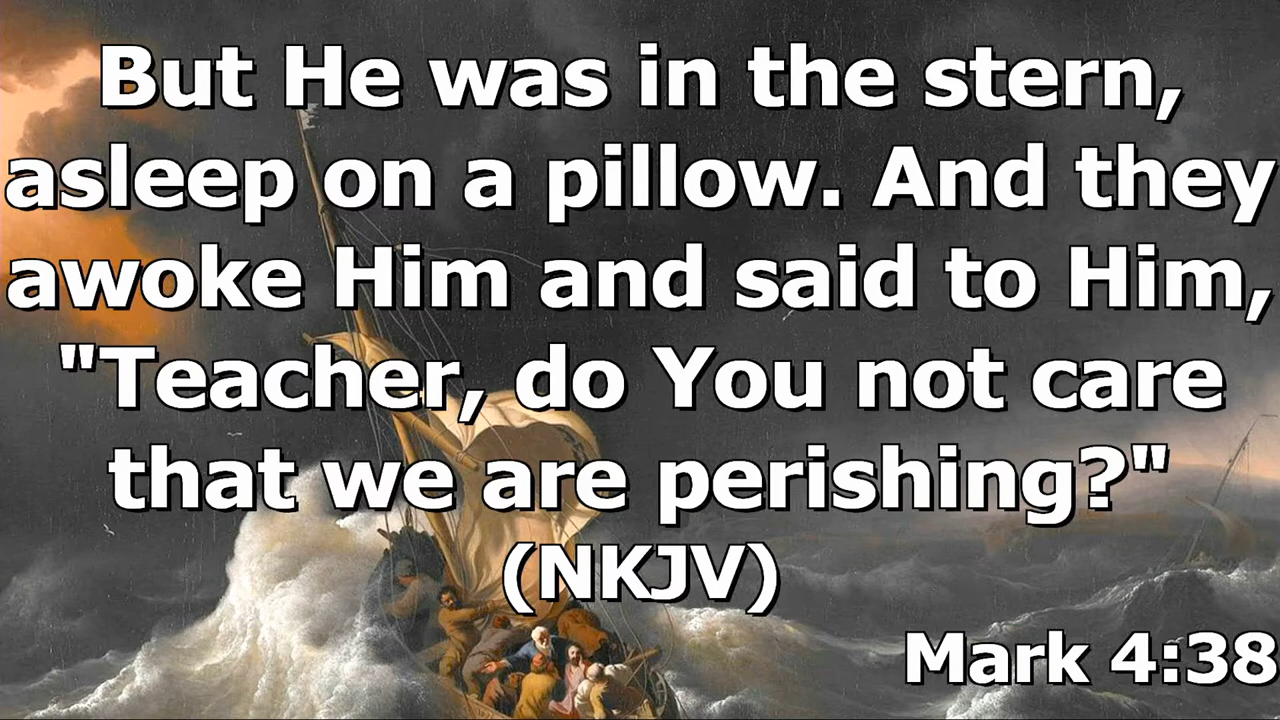 But He was in the stern,
asleep on a pillow. And they
awoke Him and said to Him,
"Teacher, do You not care
that we are perishing?"
(NKJV)
Mark 4:38